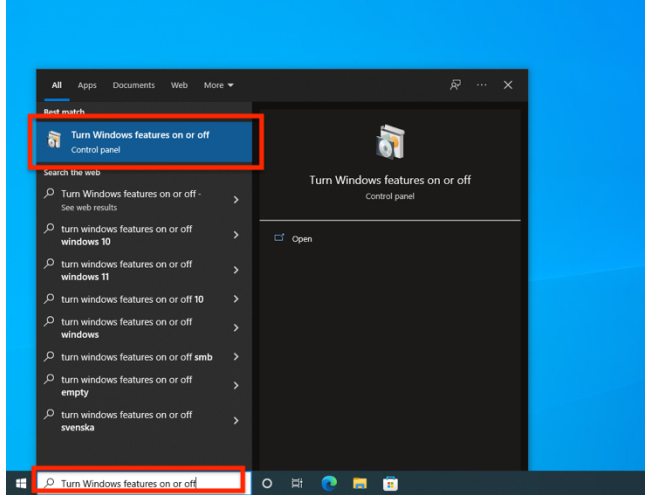 All Apps Documents Web More
Best match
Turn Windows features on or off
Control panel
Search the web
Turn Windows features on or off -
See web results
turn windows features on or off
windows 10
turn windows features on or off
windows 11
turn windows features on or off 10
turn windows features on or off
windows
turn windows features on or off smb
turn windows features on or off
empty
turn windows features on or off
svenska
Turn Windows features on or off
Control panel
Open
Turn Windows features on or off